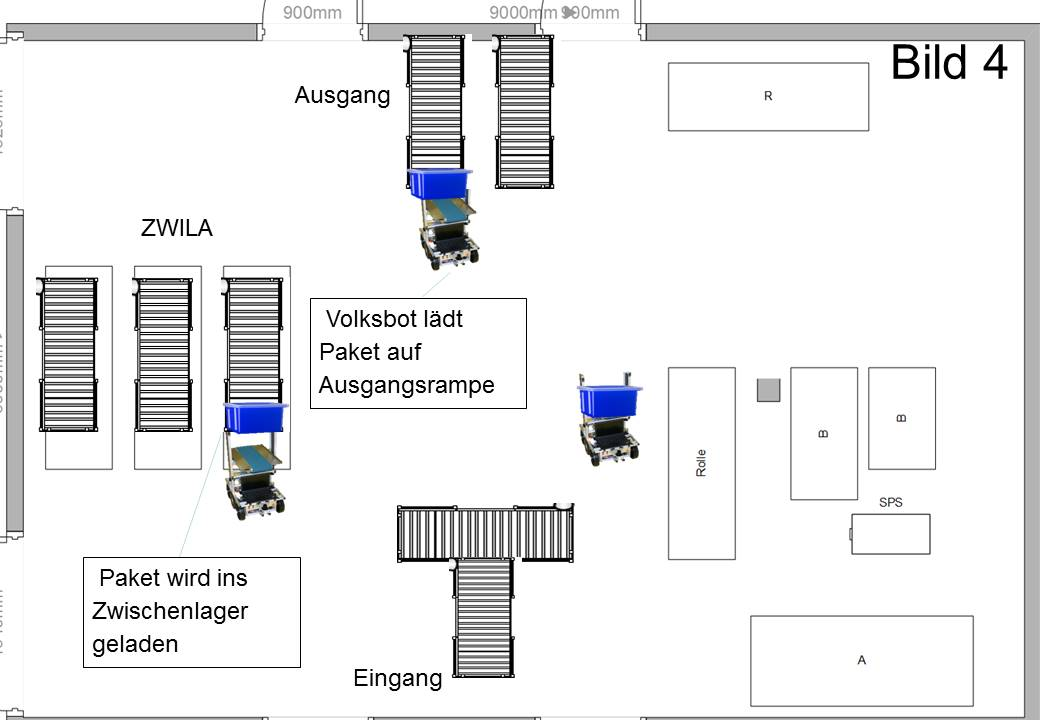 900mm
9000mm
900mm
Bild 4
Ausgang
R
ZWILA
Volksbot lädt
Paket auf
Ausgangsrampe
Rolle
B
B
SPS
Paket wird ins
Zwischenlager
geladen
A
Eingang